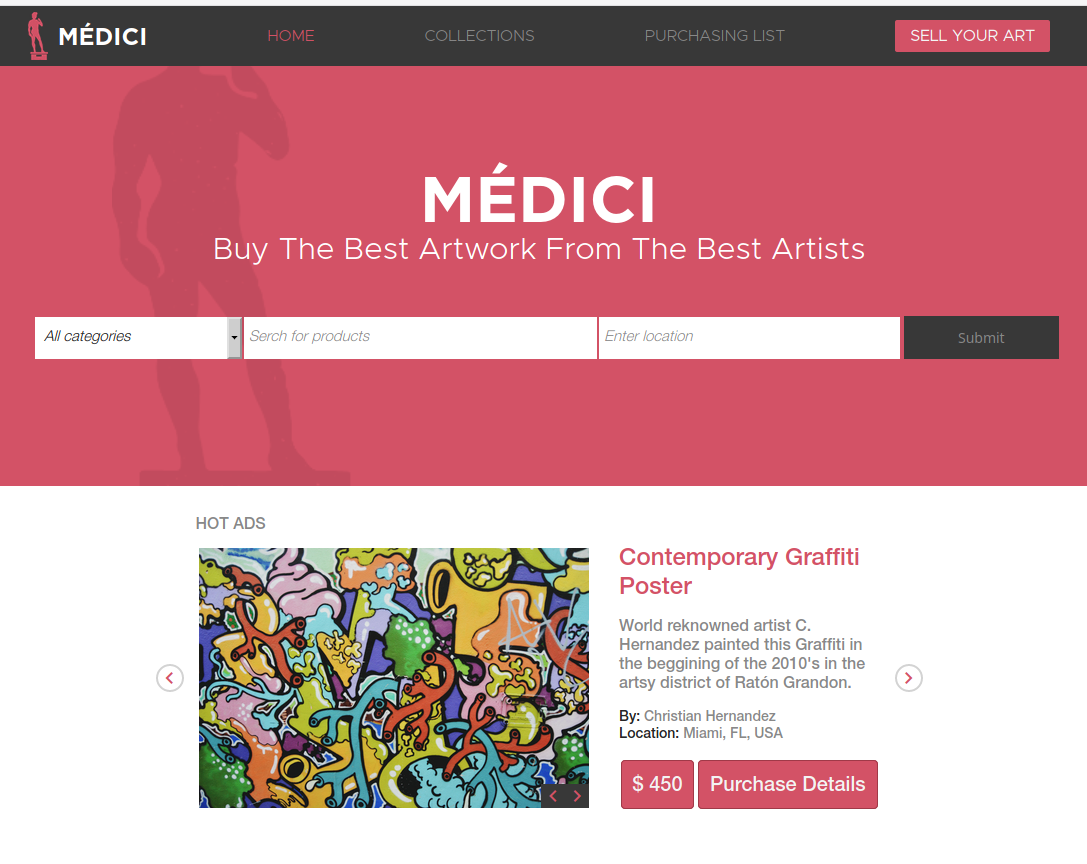 MÉDICI
HOME
COLLECTIONS
PURCHASING LIST
SELL YOUR ART
MÉDICI
Buy The Best Artwork From The Best Artists
All categories
Serch for products
Enter location
Submit
HOT ADS
Contemporary Graffiti
Poster
World reknowned artist C.
Hernandez painted this Graffiti in
the beggining of the 2010's in the
artsy district of Ratón Grandon.
By: Christian Hernandez
Location: Miami, FL, USA
$ 450
Purchase Details